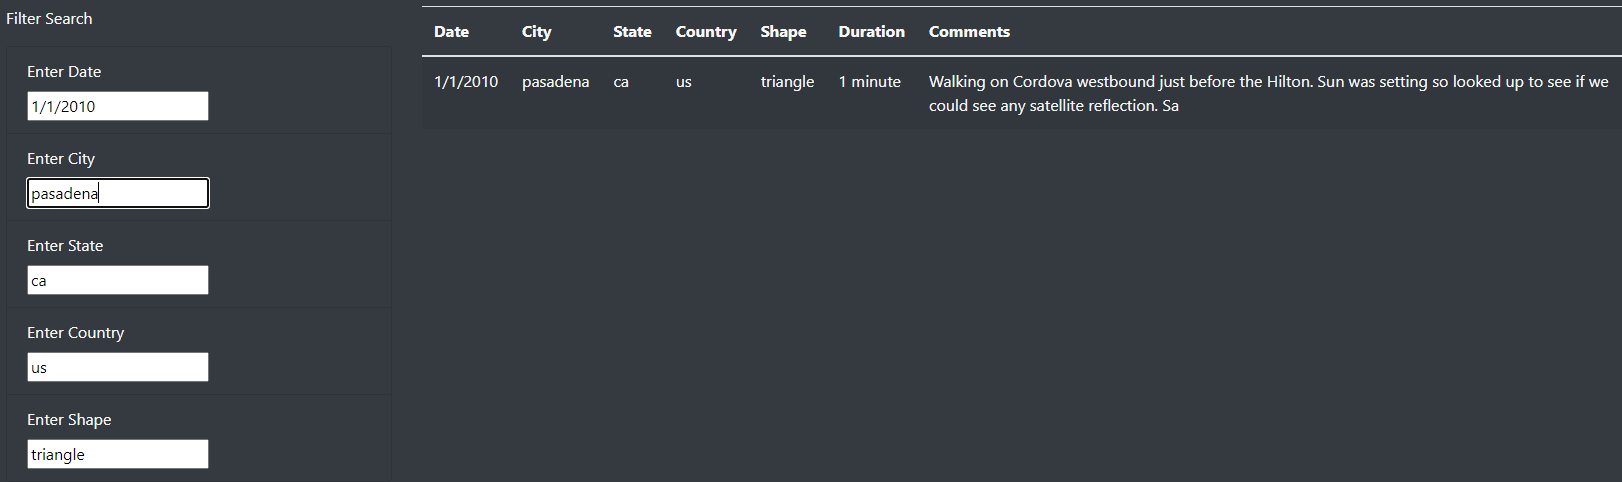 Filter Search
Enter Date
1/1/2010
Enter City
pasadena
Enter State
ca
Enter Country
us
Enter Shape
triangle
Date City State Country Shape Duration Comments
1/1/2010 pasadena ca us triangle 1 minute Walking on Cordova westbound just before the Hilton. Sun was setting so looked up to see if we
could see any satellite reflection. Sa